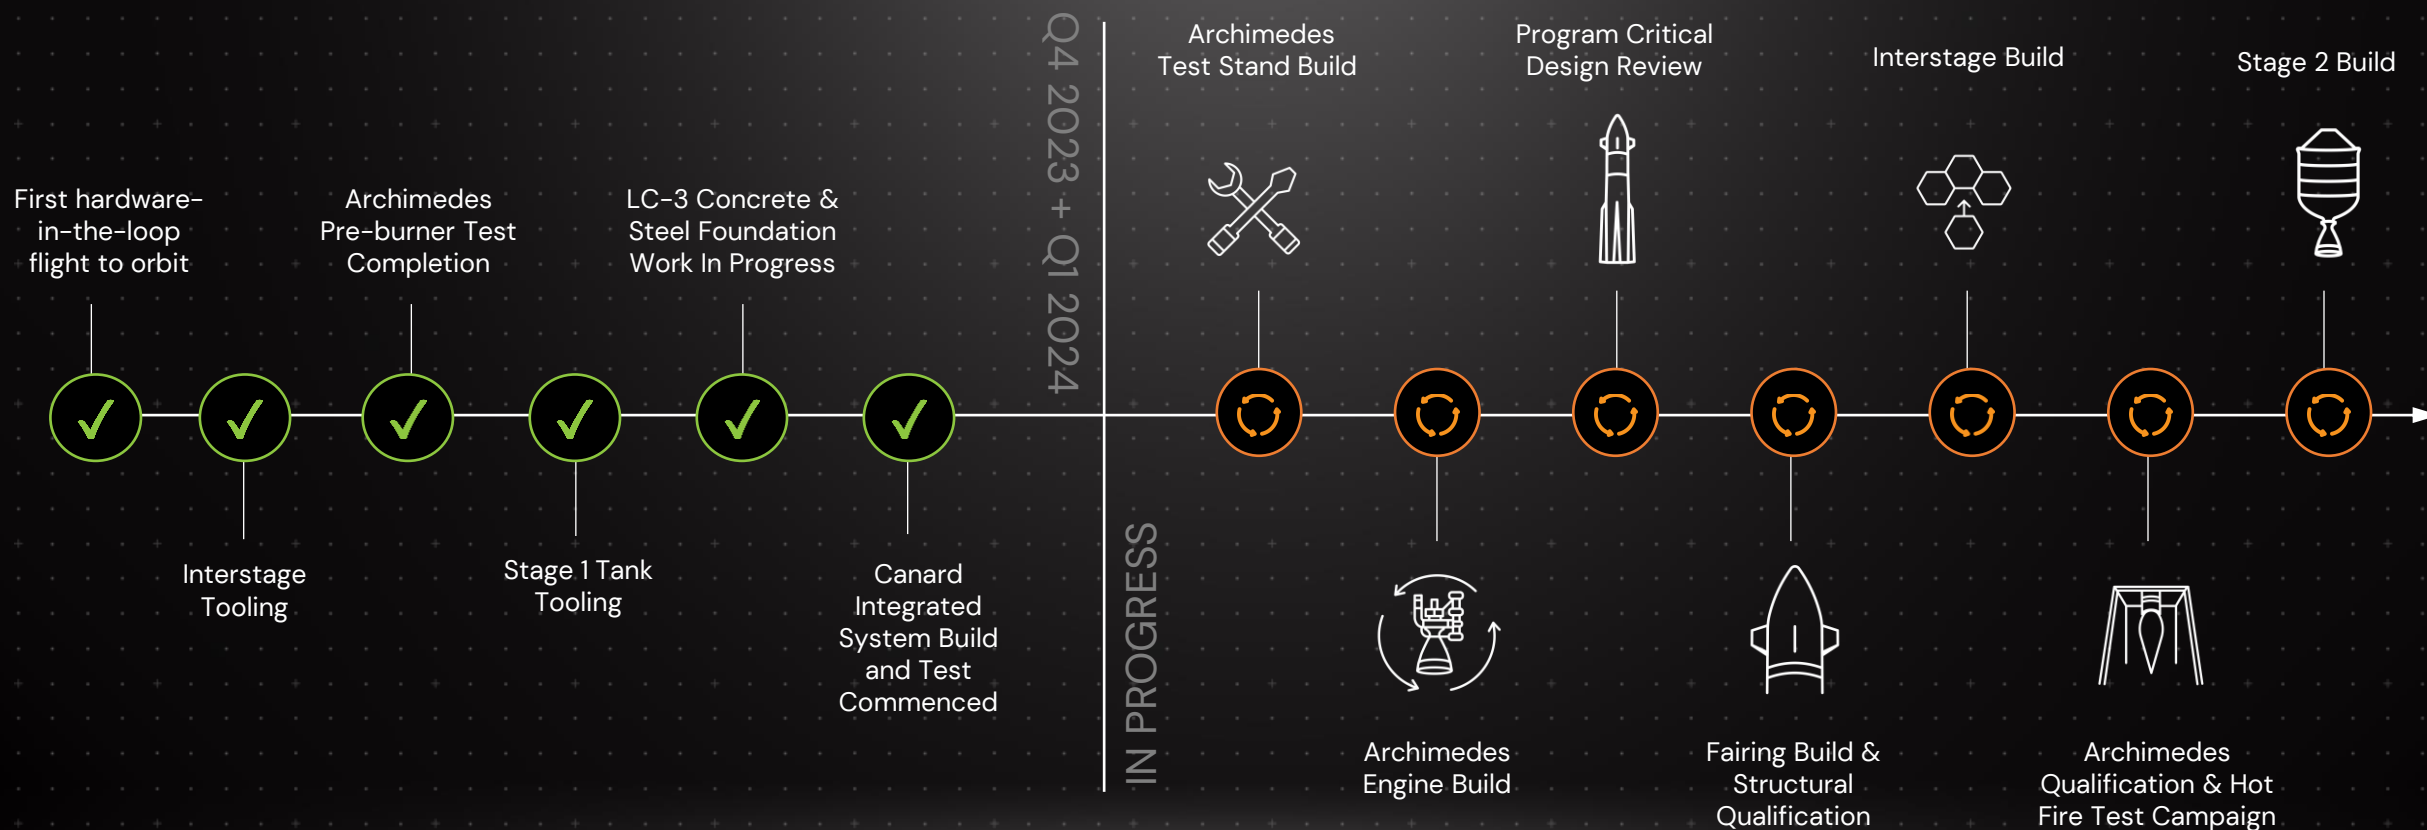 First hardware-
in-the-loop
flight to orbit
Interstage
Tooling
Archimedes
Pre-burner Test
Completion
Stage 1 Tank
Tooling
LC-3 Concrete &
Steel Foundation
Work In Progress
Canard
Integrated
System Build
and Test
Commenced
Q4 2023 + Q1 2024
IN PROGRESS
Archimedes
Test Stand Build
Archimedes
Engine Build
Program Critical
Design Review
Fairing Build &
Structural
Qualification
Interstage Build
Archimedes
Qualification & Hot
Fire Test Campaign
Stage 2 Build